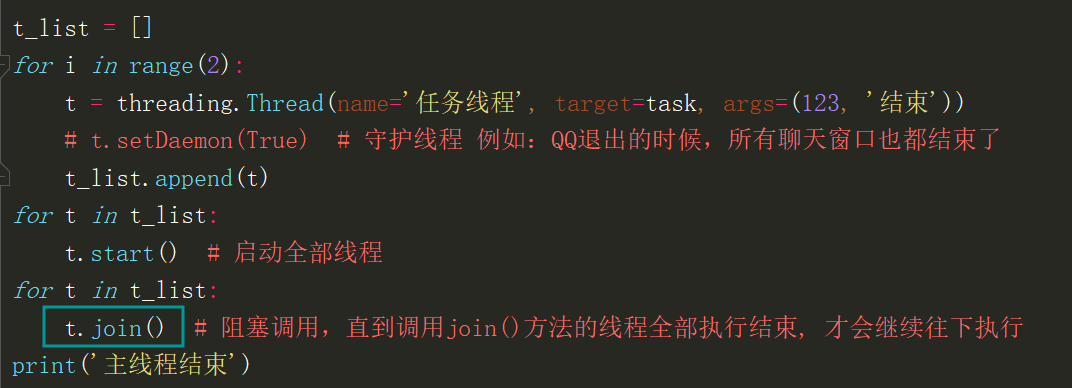 t_list = []
for i in range(2):
    t = threading.Thread(name='任务线程', target=task, args=(123, '结束'))
    # t.setDaemon(True)  # 守护线程 例如：QQ退出的时候，所有聊天窗口也都结束了
    t_list.append(t)
for t in t_list:
    t.start()  # 启动全部线程
for t in t_list:
    t.join()  # 阻塞调用，直到调用join()方法的线程全部执行结束, 才会继续往下执行
print('主线程结束')